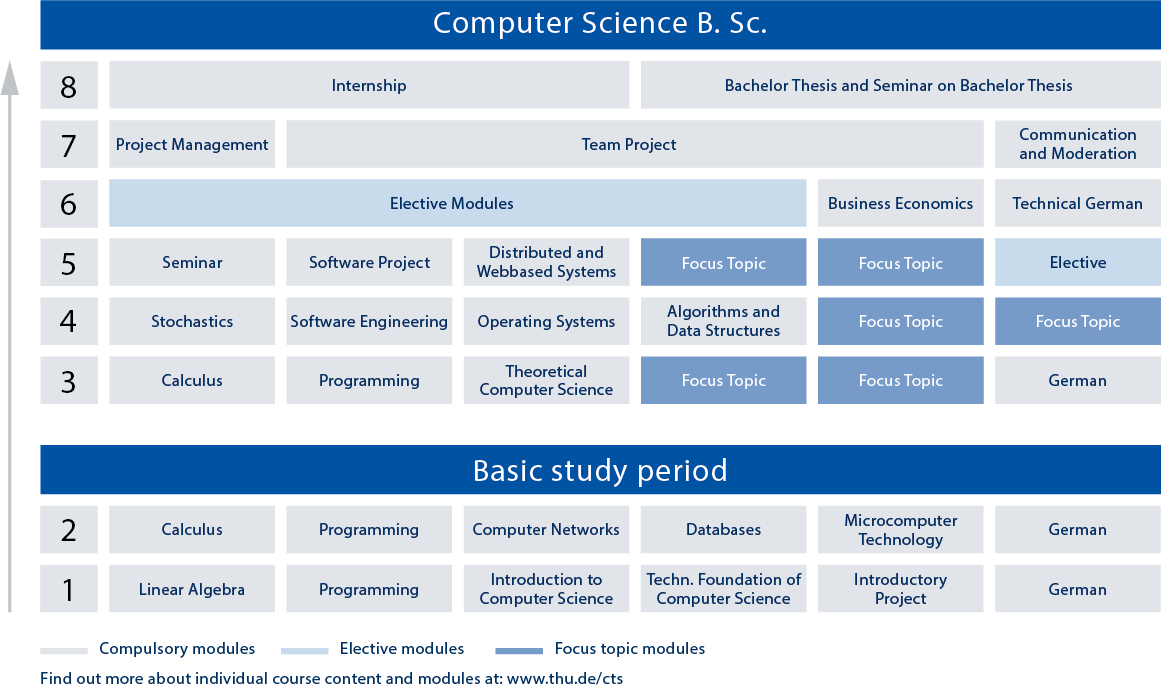 Computer Science B. Sc.
8
Internship
Bachelor Thesis and Seminar on Bachelor Thesis
7
Project Management
Team Project
Communication
and Moderation
6
Elective Modules
Business Economics
Technical German
5
Seminar
Software Project
Distributed and
Webbased Systems
Focus Topic
Focus Topic
Elective
4
Stochastics
Software Engineering
Operating Systems
Algorithms and
Data Structures
Focus Topic
Focus Topic
3
Calculus
Programming
Theoretical
Computer Science
Focus Topic
Focus Topic
German
Basic study period
2
Calculus
Programming
Computer Networks
Databases
Microcomputer
Technology
German
1
Linear Algebra
Programming
Introduction to
Computer Science
Techn. Foundation of
Computer Science
Introductory
Project
German
Compulsory modules
Elective modules
Focus topic modules
Find out more about individual course content and modules at: www.thu.de/cts